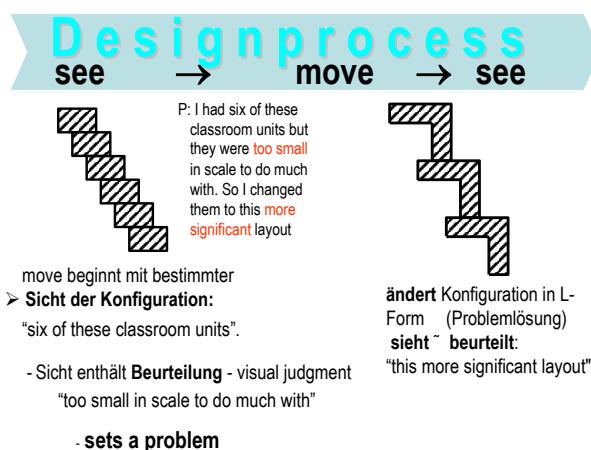 Designprocess
see → move → see
P: I had six of these
classroom units but
they were too small
in scale to do much
with. So I changed
them to this more
significant layout
move beginnt mit bestimmter
➢ Sicht der Konfiguration:
“six of these classroom units”.
- Sicht enthält Beurteilung - visual judgment
“too small in scale to do much with”
- sets a problem
ändert Konfiguration in L-
Form (Problemlösung)
sieht ˜ beurteilt:
“this more significant layout"